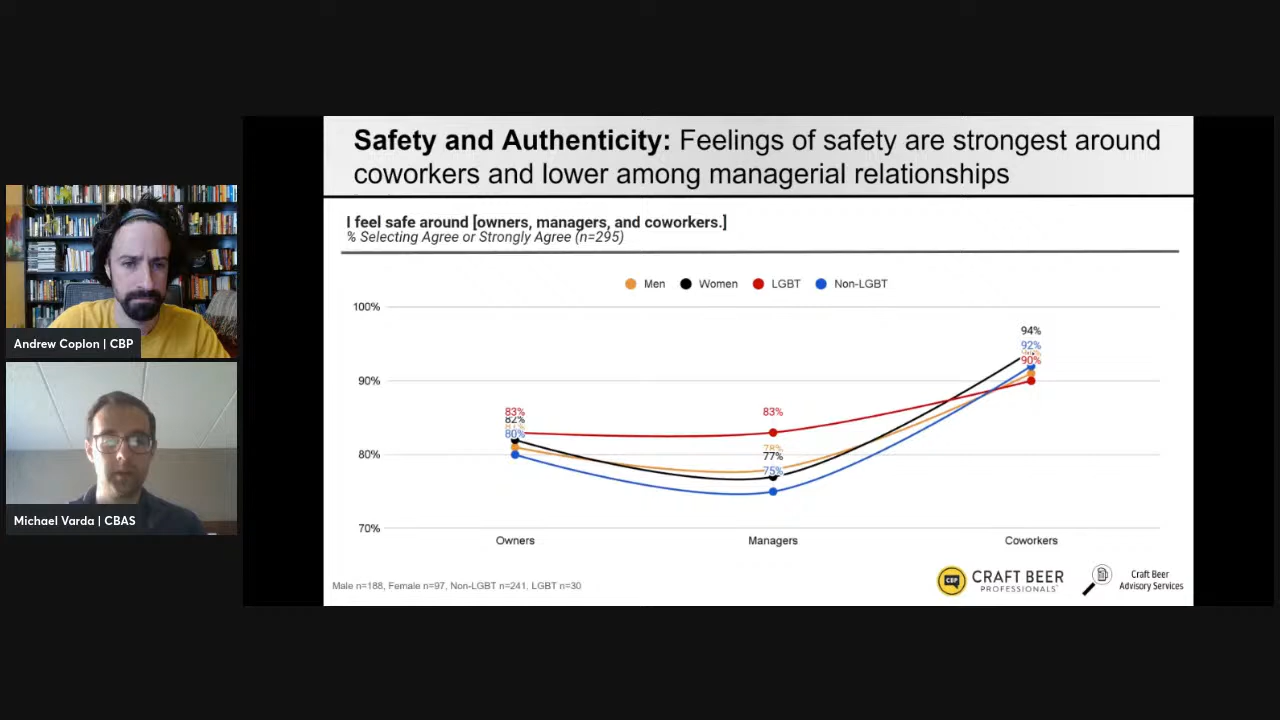 Safety and Authenticity: Feelings of safety are strongest around
coworkers and lower among managerial relationships
I feel safe around [owners, managers, and coworkers.]
% Selecting Agree or Strongly Agree (n=295)
Men Women LGBT Non-LGBT
100%
94%
92%
90%
90%
83%
82%
80%
83%
78%
77%
75%
80%
70%
Owners Managers Coworkers
Male n=188, Female n=97, Non-LGBT n=241, LGBT n=30
CBP
CRAFT BEER
PROFESSIONALS
Craft Beer
Advisory Services
Andrew Coplon | CBP
Michael Varda | CBAS